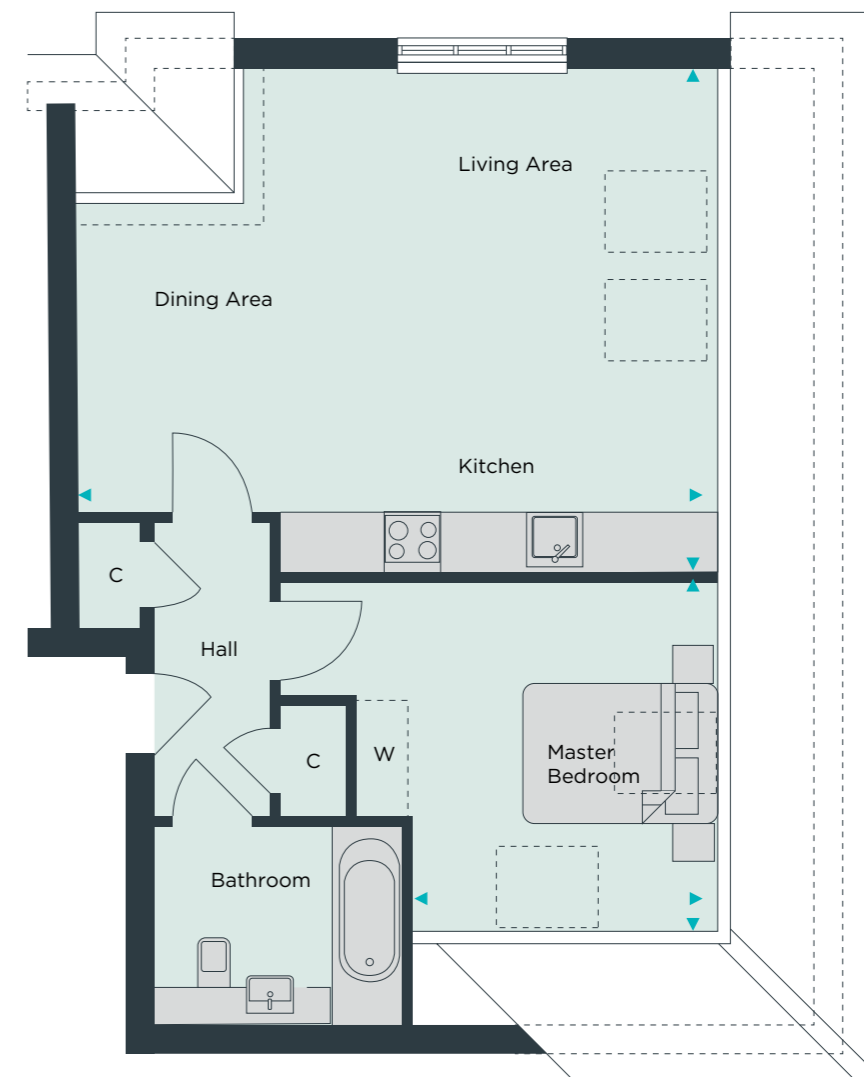 Living Area
Dining Area
Kitchen
C
Hall
C
W
Master
Bedroom
Bathroom